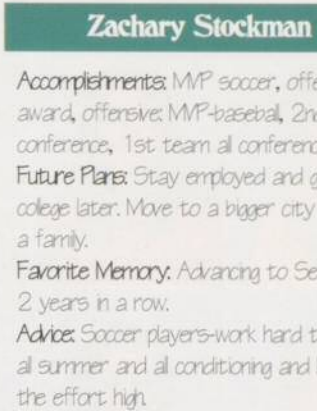 Zachary Stockman
Accomplishments: MVP soccer, offe
award, offensive: MVP-baseball, 2n
conference, 1st team all conferenc
Future Plans: Stay employed and g
college later. Move to a bigger city
a family.
Favorite Memory: Advancing to Se
2 years in a row.
Advice: Soccer players-work hard t
all summer and all conditioning and
the effort high.